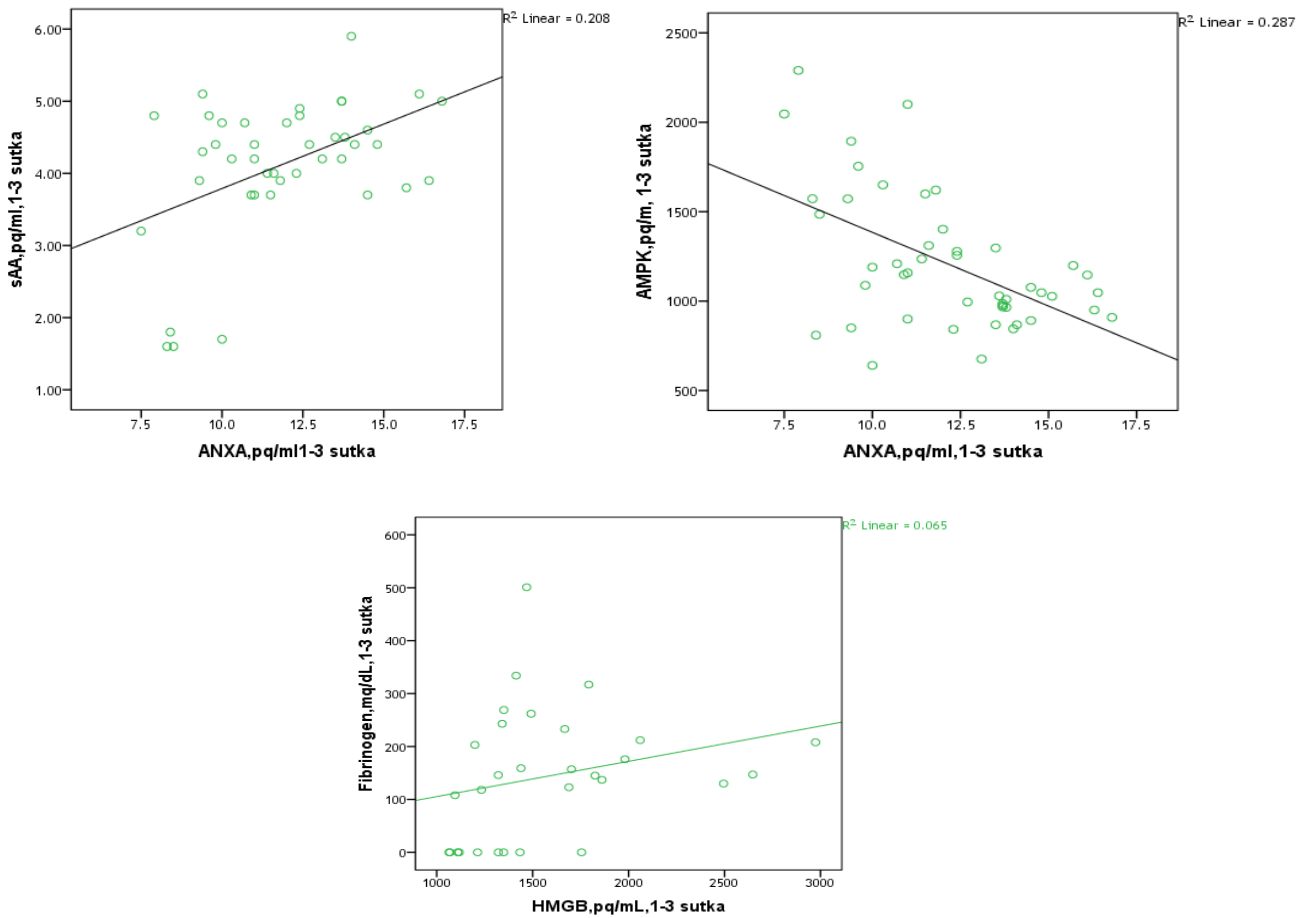 R² Linear = 0.208
6.00
5.00
4.00
3.00
2.00
1.00
sAA,pq/ml,1-3 sutka
7.5 10.0 12.5 15.0 17.5
ANXA,pq/ml1-3 sutka
R² Linear = 0.287
2500
2000
1500
1000
500
AMPK,pq/m, 1-3 sutka
7.5 10.0 12.5 15.0 17.5
ANXA,pq/ml,1-3 sutka
R² Linear = 0.065
600
500
400
300
200
100
0
Fibrinogen,mq/dL,1-3 sutka
1000 1500 2000 2500 3000
HMGB,pq/mL,1-3 sutka